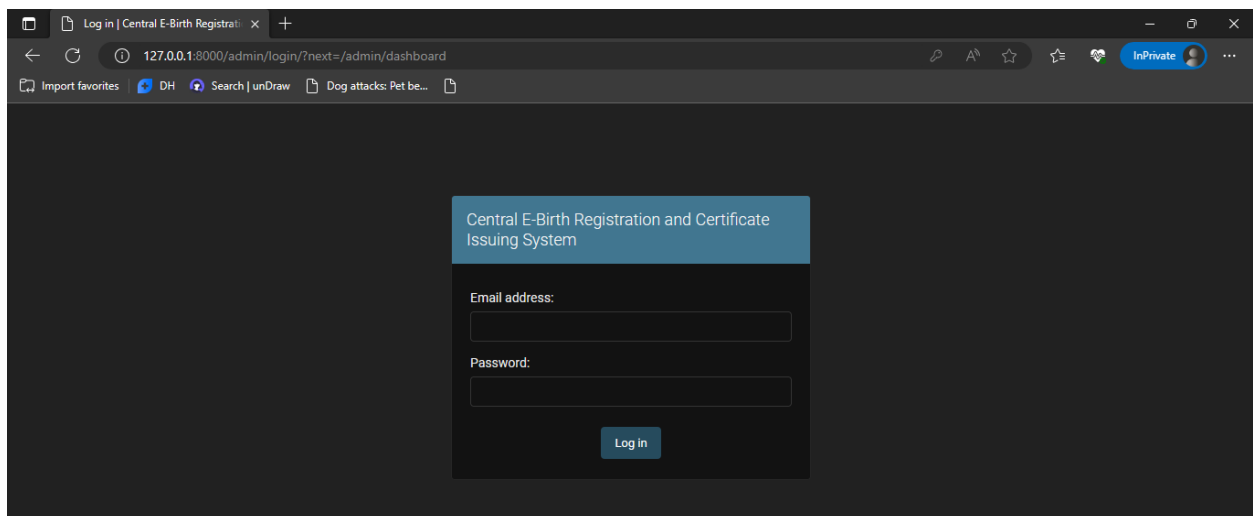 Log in | Central E-Birth Registrati
127.0.0.1:8000/admin/login/?next=/admin/dashboard
InPrivate
Import favorites
DH
Search | unDraw
Dog attacks: Pet be...
Central E-Birth Registration and Certificate
Issuing System
Email address:
Password:
Log in